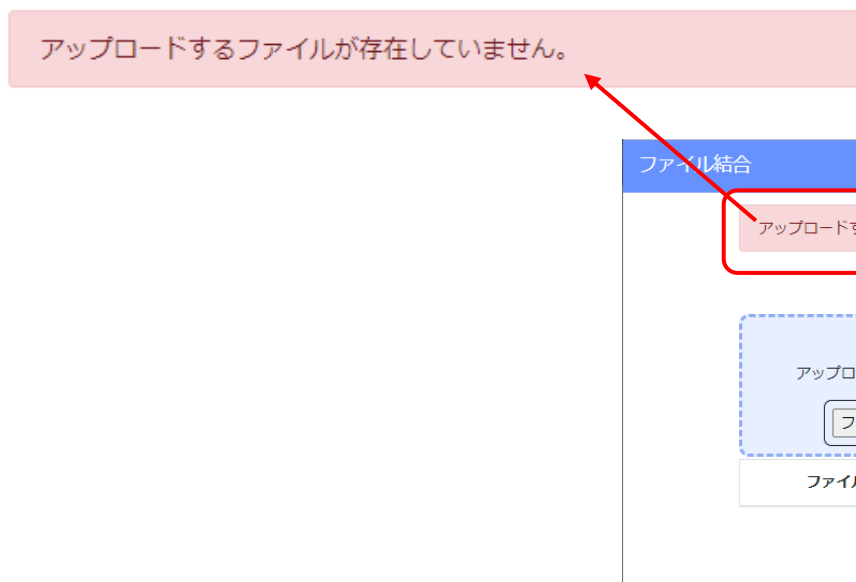 アップロードするファイルが存在していません。
ファイル結合
アップロードす
アップロ
フ
ファイル